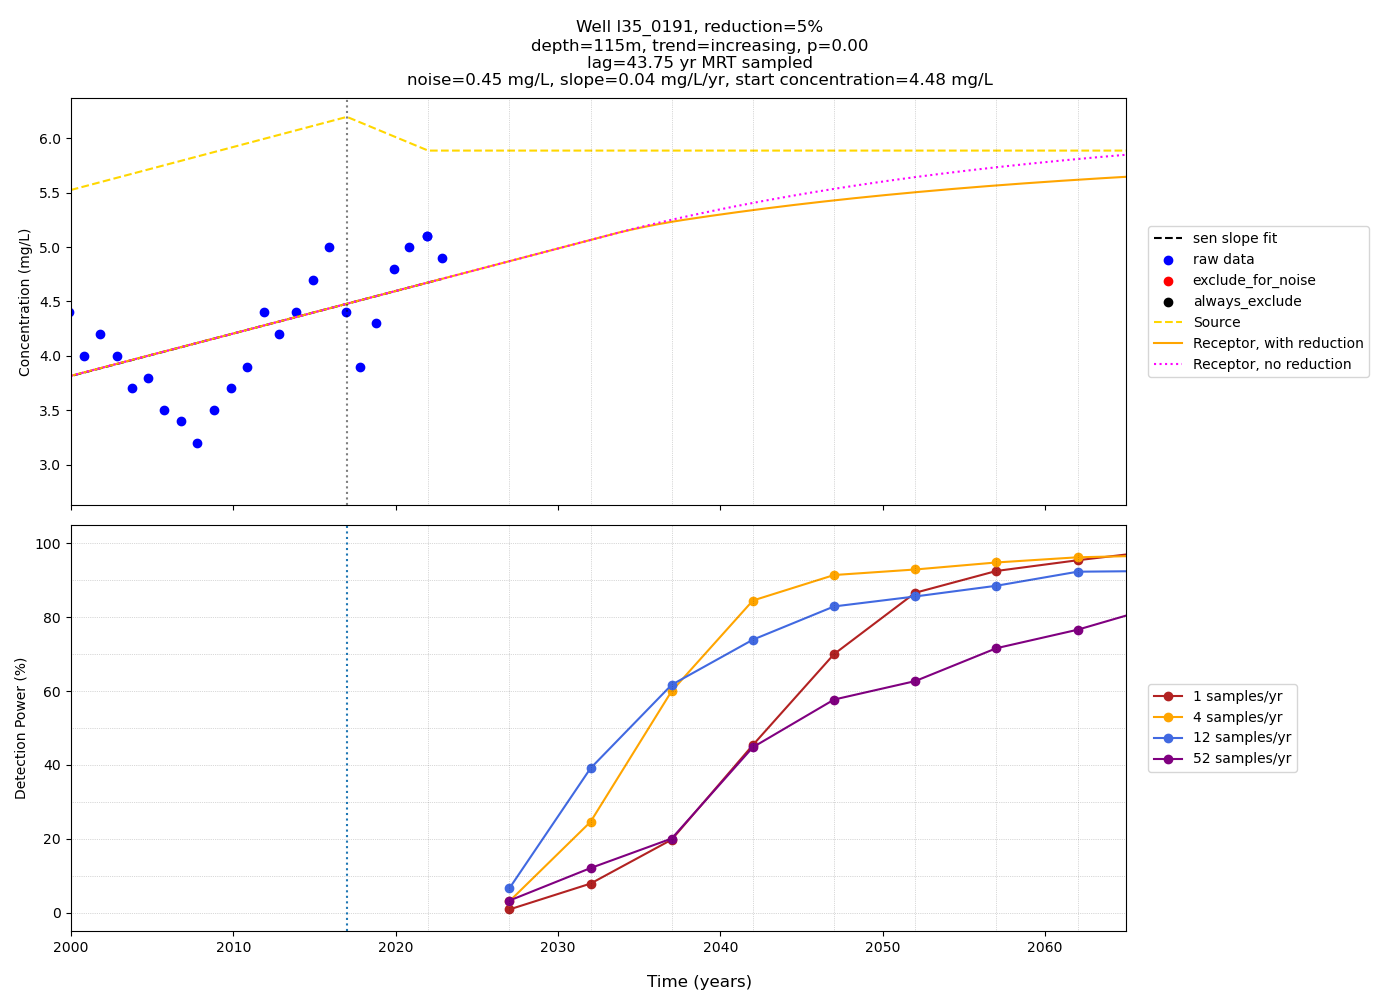 Well l35_0191, reduction=5%
depth=115m, trend=increasing, p=0.00
lag=43.75 yr MRT sampled
noise=0.45 mg/L, slope=0.04 mg/L/yr, start concentration=4.48 mg/L
Concentration (mg/L)
6.0
5.5
5.0
4.5
4.0
3.5
3.0
sen slope fit
raw data
exclude_for_noise
always_exclude
Source
Receptor, with reduction
Receptor, no reduction
Detection Power (%)
100
80
60
40
20
0
1 samples/yr
4 samples/yr
12 samples/yr
52 samples/yr
2000 2010 2020 2030 2040 2050 2060
Time (years)